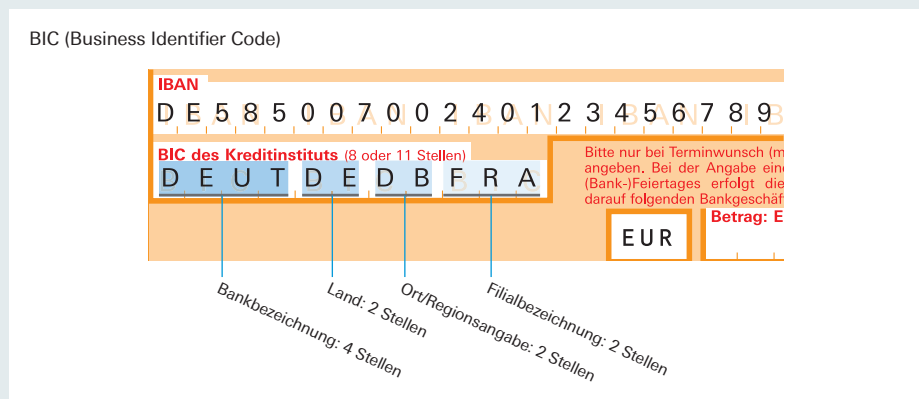 BIC (Business Identifier Code)
IBAN
DE58500700240123456789
BIC des Kreditinstituts (8 oder 11 Stellen)
DEUTDEDBFRA
Bitte nur bei Terminwunsch (m
angeben. Bei der Angabe ein
(Bank-)Feiertages erfolgt die
darauf folgenden Bankgeschäf
Betrag: E
EUR
Bankbezeichnung: 4 Stellen
Land: 2 Stellen
Ort/Regionsangabe: 2 Stellen
Filialbezeichnung: 2 Stellen